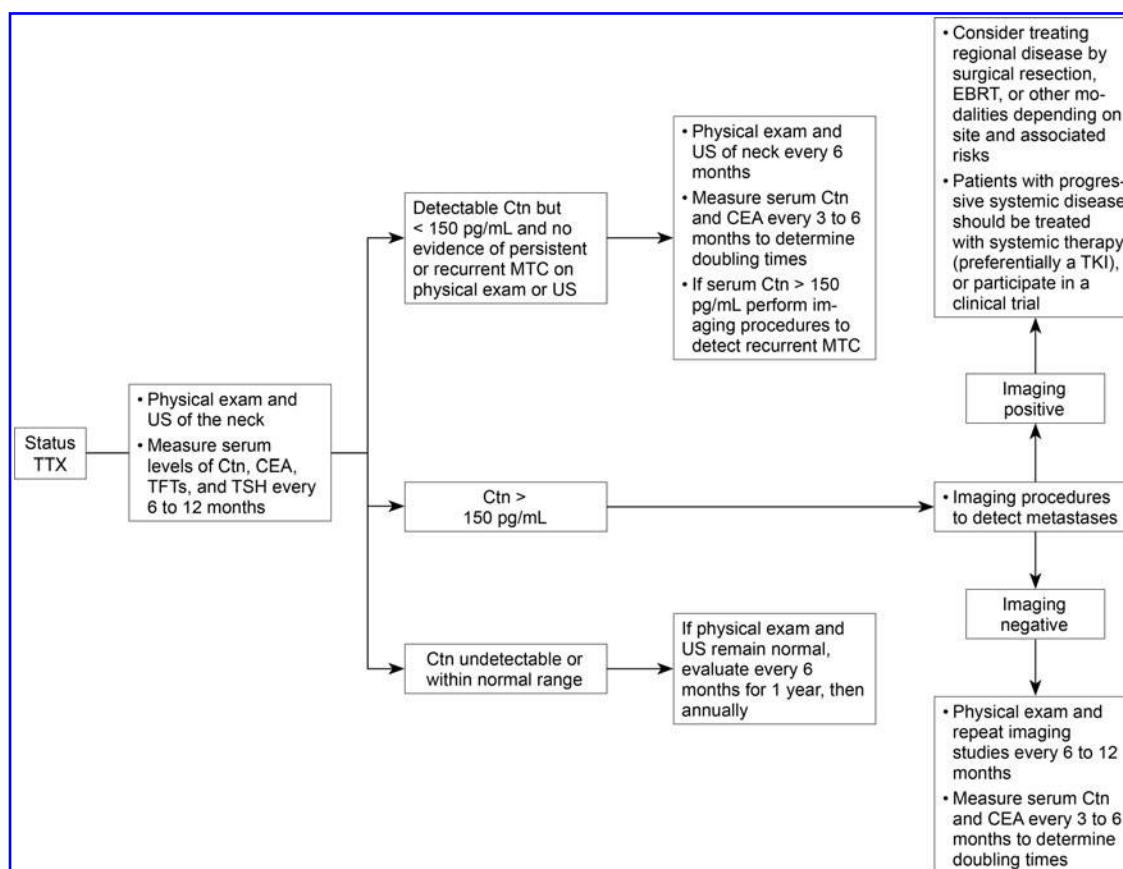 Status
TTX
• Physical exam and
US of the neck
• Measure serum
levels of Ctn, CEA,
TFTs, and TSH every
6 to 12 months
Detectable Ctn but
< 150 pg/mL and no
evidence of persistent
or recurrent MTC on
physical exam or US
• Physical exam and
US of neck every 6
months
• Measure serum Ctn
and CEA every 3 to 6
months to determine
doubling times
• If serum Ctn > 150
pg/mL perform im-
aging procedures to
detect recurrent MTC
Ctn >
150 pg/mL
• Imaging procedures
to detect metastases
Imaging
positive
• Consider treating
regional disease by
surgical resection,
EBRT, or other mo-
dalities depending on
site and associated
risks
• Patients with progres-
sive systemic disease
should be treated
with systemic therapy
(preferentially a TKI),
or participate in a
clinical trial
Imaging
negative
• Physical exam and
repeat imaging
studies every 6 to 12
months
• Measure serum Ctn
and CEA every 3 to 6
months to determine
doubling times
Ctn undetectable or
within normal range
If physical exam and
US remain normal,
evaluate every 6
months for 1 year, then
annually